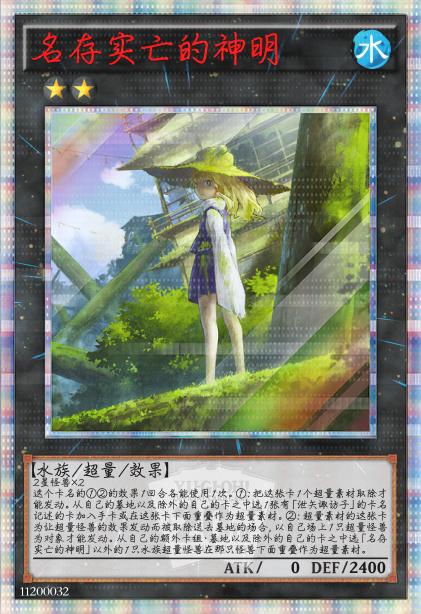 名存实亡的神明
水
【水族/超量/效果】
2星怪兽×2
这个卡名的①②的效果1回合各能使用1次。①:把这张卡1个超量素材取除才
能发动。从自己的墓地以及除外的自己的卡之中选1张有「泄矢诹访子」的卡名
记述的卡加入手卡或在这张卡下面重叠作为超量素材。②:超量素材的这张卡
为让超量怪兽的效果发动而被取除送去墓地的场合,以自己场上1只超量怪兽
为对象才能发动。从自己的额外卡组·墓地以及除外的自己的卡之中选「名存
实亡的神明」以外的1只水族超量怪兽在那只怪兽下面重叠作为超量素材。
ATK/ 0 DEF/2400
11200032